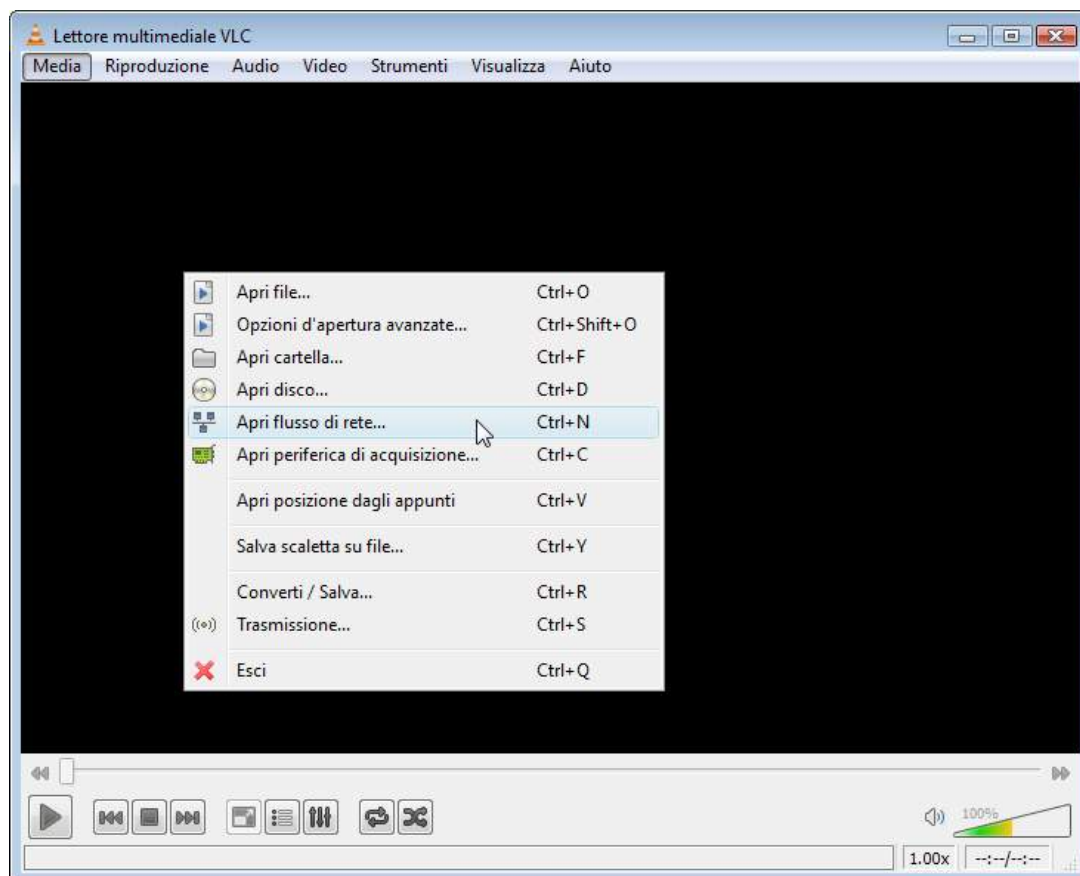 Lettore multimediale VLC
Media Riproduzione Audio Video Strumenti Visualizza Aiuto
Apri file... Ctrl+O
Opzioni d'apertura avanzate... Ctrl+Shift+O
Apri cartella... Ctrl+F
Apri disco... Ctrl+D
Apri flusso di rete... Ctrl+N
Apri periferica di acquisizione... Ctrl+C
Apri posizione dagli appunti Ctrl+V
Salva scaletta su file... Ctrl+Y
Converti / Salva... Ctrl+R
Trasmissione... Ctrl+S
Esci Ctrl+Q
100%
1.00x --:--/--:--